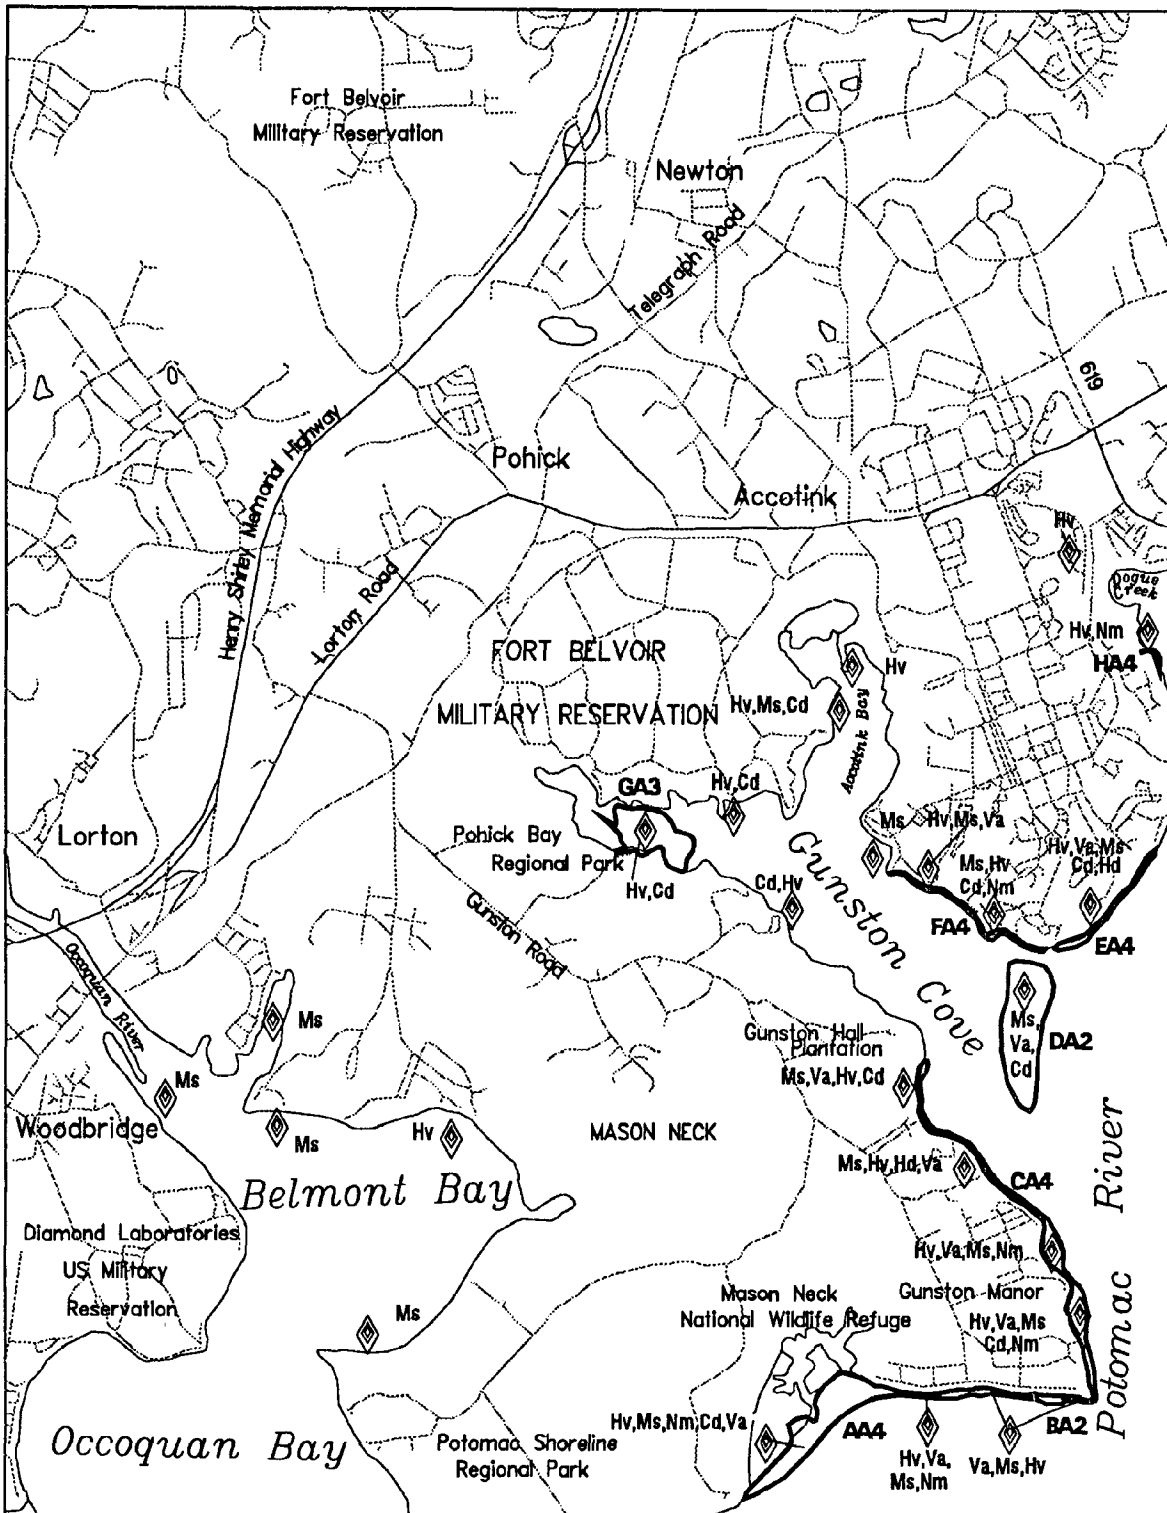 Fort Belvoir
Military Reservation
Newton
Telegraph Road
619
Henry Shirley Memorial Highway
Pohick
Accotink
Hv
Dogue
Creek
Lorton Road
Hv,Nm
HA4
FORT BELVOIR
MILITARY RESERVATION
Hv
Hv,Ms,Cd
Accotink Bay
GA3
Hv,Cd
Lorton
Pohick Bay
Regional Park
Hv,Cd
Ms
Hv,Ms,Va
Ms,Hv
Cd,Nm
Hv,Va,Ms
Cd,Hd
Cd,Hv
Gunston Cove
Gunston Road
FA4
EA4
Occoquan River
Ms
Ms,
Va,
Cd
DA2
Gunston Hall
Plantation
Ms,Va,Hv,Cd
Ms
Woodbridge
Ms
Hv
MASON NECK
Ms,Hv,Hd,Va
CA4
Belmont Bay
Potomac River
Diamond Laboratories
US Military
Reservation
Hv,Va,Ms,Nm
Mason Neck
National Wildlife Refuge
Gunston Manor
Hv,Va,Ms
Cd,Nm
Ms
Hv,Ms,Nm,Cd,Va
AA4
BA2
Occoquan Bay
Potomac Shoreline
Regional Park
Hv,Va,
Ms,Nm
Va,Ms,Hv